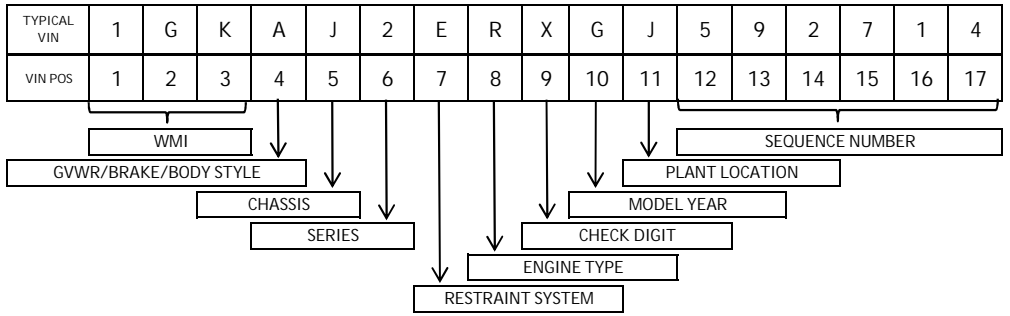 TYPICAL VIN 1 G K A J 2 E R X G J 5 9 2 7 1 4
VIN POS 1 2 3 4 5 6 7 8 9 10 11 12 13 14 15 16 17
WMI SEQUENCE NUMBER
GVWR/BRAKE/BODY STYLE PLANT LOCATION
CHASSIS MODEL YEAR
SERIES CHECK DIGIT
ENGINE TYPE
RESTRAINT SYSTEM